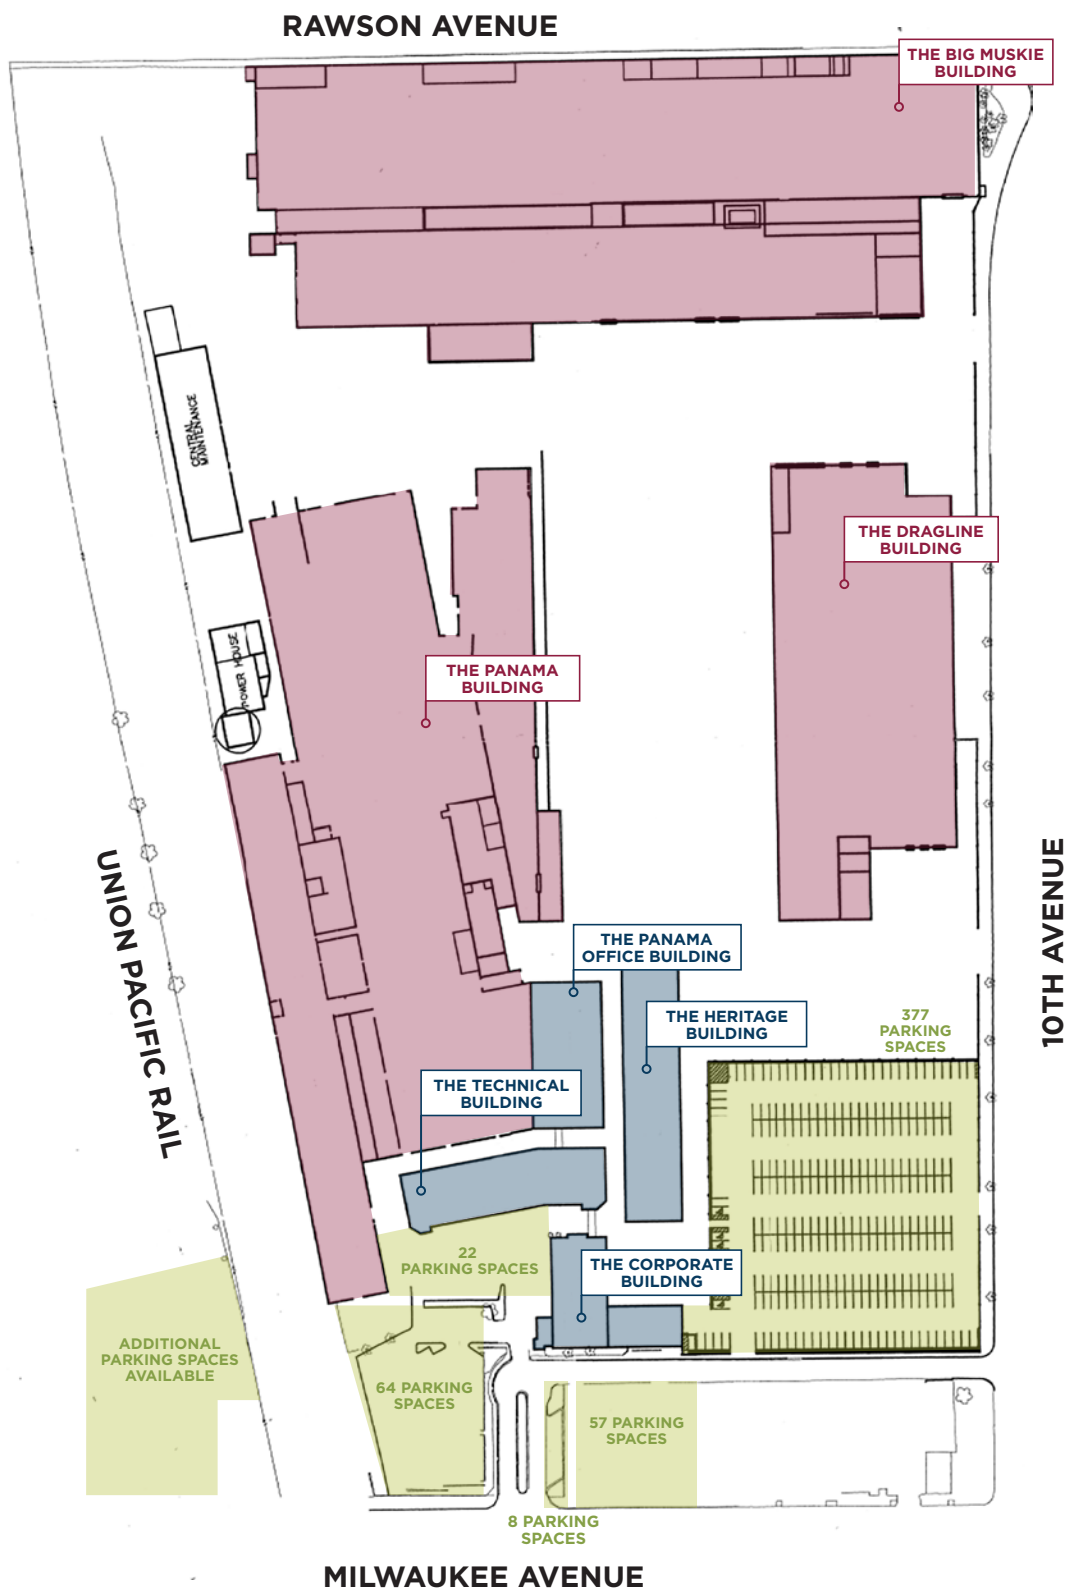 RAWSON AVENUE
THE BIG MUSKIE
BUILDING
CENTRAL
MAINTENANCE
THE DRAGLINE
BUILDING
POWER HOUSE
THE PANAMA
BUILDING
UNION PACIFIC RAIL
10TH AVENUE
THE PANAMA
OFFICE BUILDING
THE HERITAGE
BUILDING
377
PARKING
SPACES
THE TECHNICAL
BUILDING
22
PARKING SPACES
THE CORPORATE
BUILDING
ADDITIONAL
PARKING SPACES
AVAILABLE
64 PARKING
SPACES
57 PARKING
SPACES
8 PARKING
SPACES
MILWAUKEE AVENUE